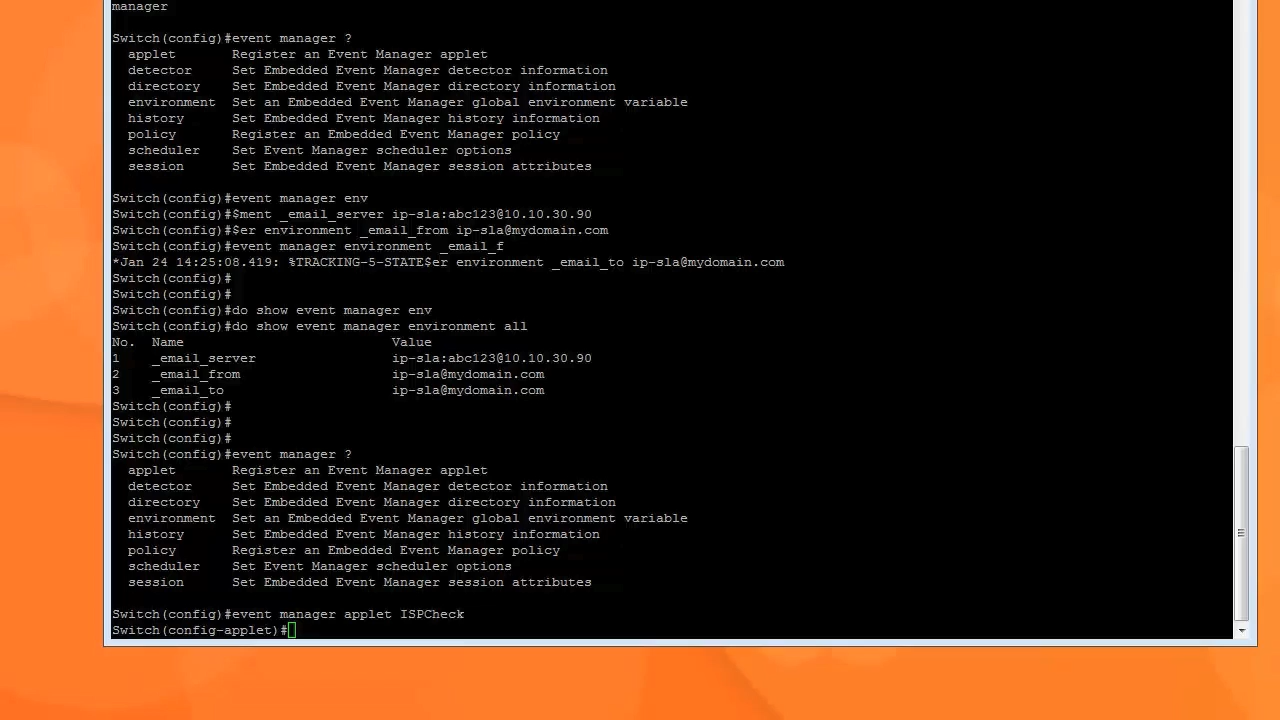 manager
Switch(config)#event manager ?
applet Register an Event Manager applet
detector Set Embedded Event Manager detector information
directory Set Embedded Event Manager directory information
environment Set an Embedded Event Manager global environment variable
history Set Embedded Event Manager history information
policy Register an Embedded Event Manager policy
scheduler Set Event Manager scheduler options
session Set Embedded Event Manager session attributes
Switch(config)#event manager env
Switch(config)#$ment _email_server ip-sla:abc123@10.10.30.90
Switch(config)#$er environment _email_from ip-sla@mydomain.com
Switch(config)#event manager environment _email_f
*Jan 24 14:25:08.419: %TRACKING-5-STATE$er environment _email_to ip-sla@mydomain.com
Switch(config)#
Switch(config)#
Switch(config)#do show event manager env
Switch(config)#do show event manager environment all
No. Name Value
1 _email_server ip-sla:abc123@10.10.30.90
2 _email_from ip-sla@mydomain.com
3 _email_to ip-sla@mydomain.com
Switch(config)#
Switch(config)#
Switch(config)#
Switch(config)#event manager ?
applet Register an Event Manager applet
detector Set Embedded Event Manager detector information
directory Set Embedded Event Manager directory information
environment Set an Embedded Event Manager global environment variable
history Set Embedded Event Manager history information
policy Register an Embedded Event Manager policy
scheduler Set Event Manager scheduler options
session Set Embedded Event Manager session attributes
Switch(config)#event manager applet ISPCheck
Switch(config-applet)#